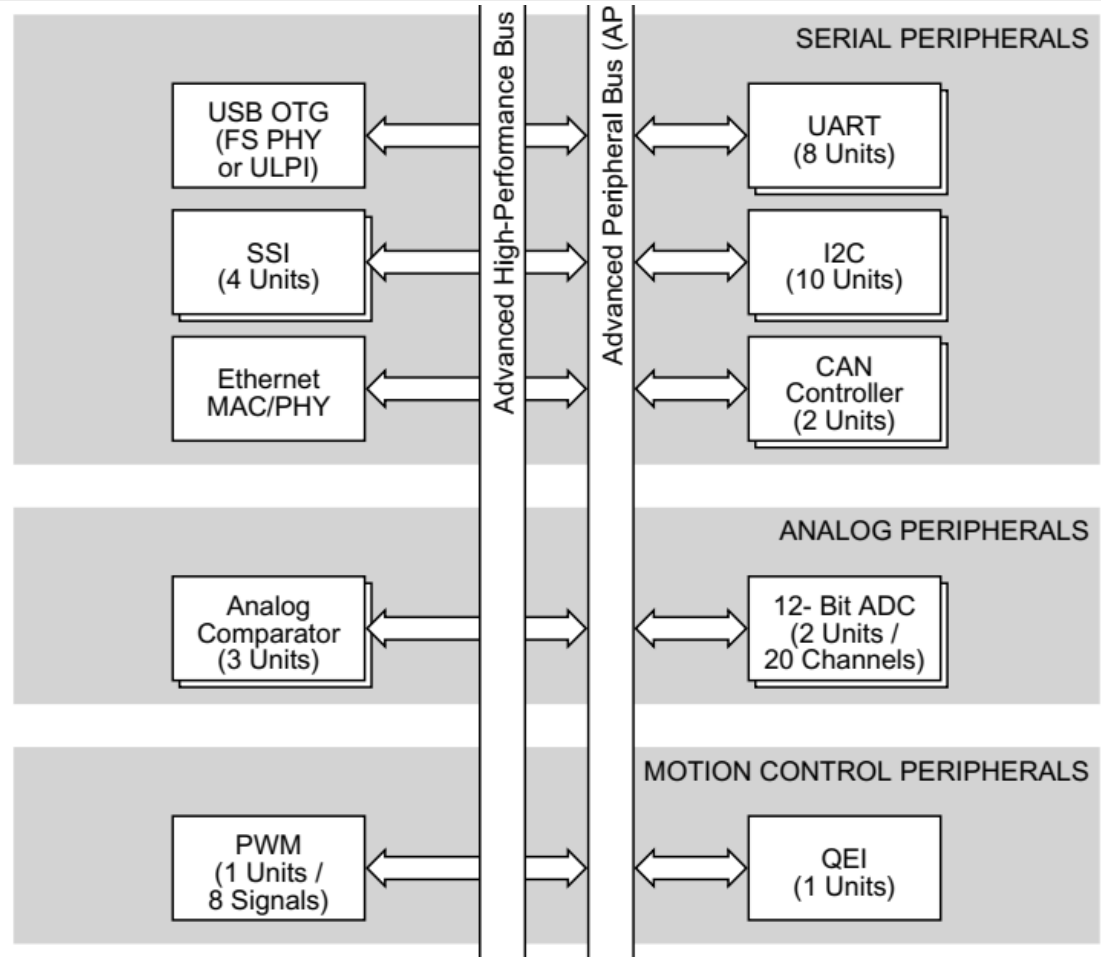 SERIAL PERIPHERALS
USB OTG
(FS PHY
or ULPI)
SSI
(4 Units)
Ethernet
MAC/PHY
Advanced High-Performance Bus
Advanced Peripheral Bus (AP
UART
(8 Units)
I2C
(10 Units)
CAN
Controller
(2 Units)
ANALOG PERIPHERALS
Analog
Comparator
(3 Units)
12- Bit ADC
(2 Units /
20 Channels)
MOTION CONTROL PERIPHERALS
PWM
(1 Units /
8 Signals)
QEI
(1 Units)